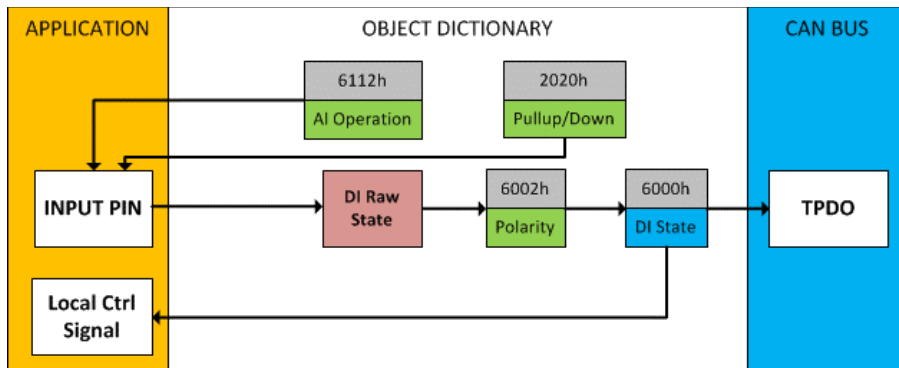 APPLICATION
OBJECT DICTIONARY
CAN BUS
6112h
AI Operation
2020h
Pullup/Down
INPUT PIN
DI Raw
State
6002h
Polarity
6000h
DI State
TPDO
Local Ctrl
Signal